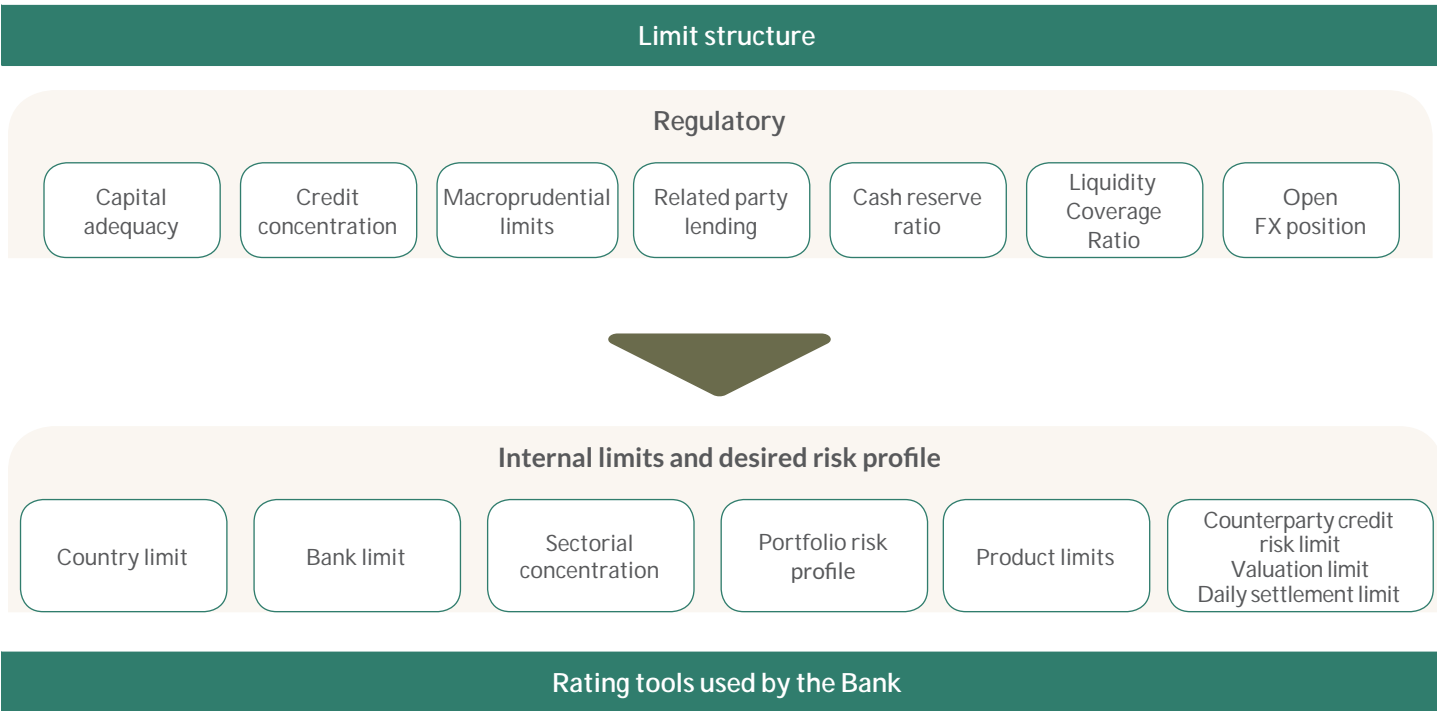 Limit structure
Regulatory
Capital
adequacy
Credit
concentration
Macroprudential
limits
Related party
lending
Cash reserve
ratio
Liquidity
Coverage
Ratio
Open
FX position
Internal limits and desired risk profile
Country limit
Bank limit
Sectorial
concentration
Portfolio risk
profile
Product limits
Counterparty credit
risk limit
Valuation limit
Daily settlement limit
Rating tools used by the Bank